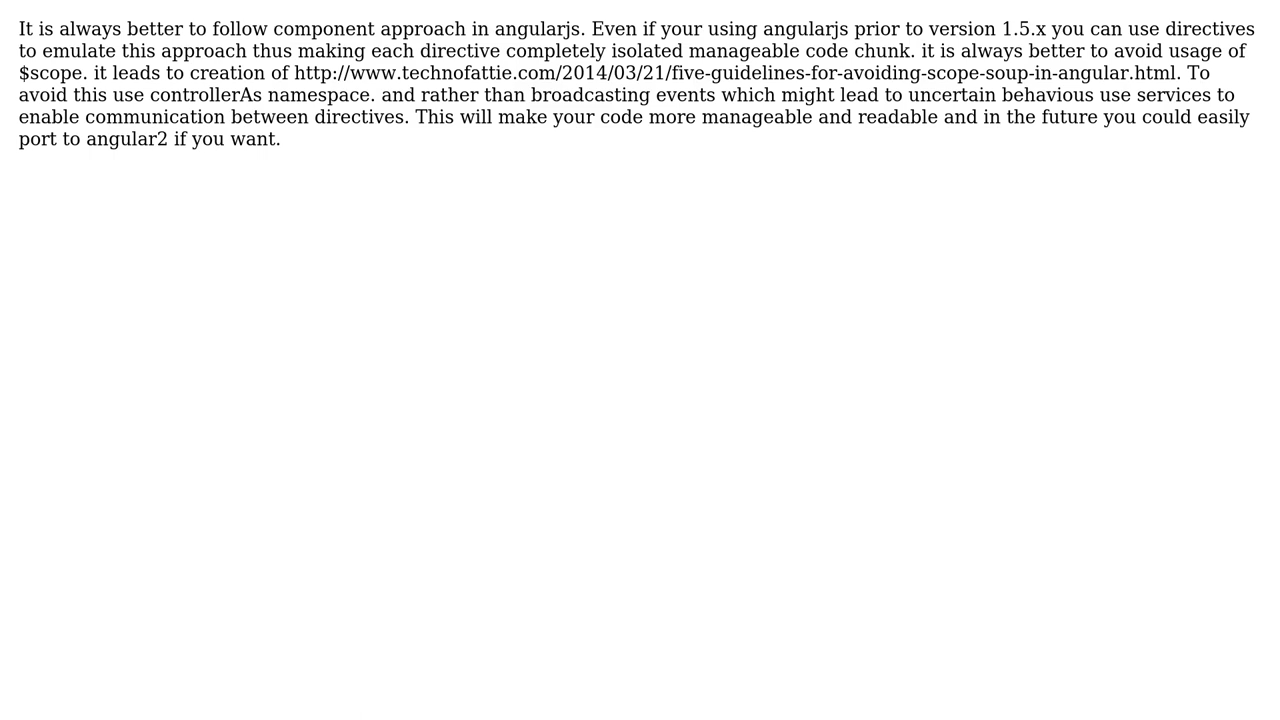 It is always better to follow component approach in angularjs. Even if your using angularjs prior to version 1.5.x you can use directives
to emulate this approach thus making each directive completely isolated manageable code chunk. it is always better to avoid usage of
$scope. it leads to creation of http://www.technofattie.com/2014/03/21/five-guidelines-for-avoiding-scope-soup-in-angular.html. To
avoid this use controllerAs namespace. and rather than broadcasting events which might lead to uncertain behavious use services to
enable communication between directives. This will make your code more manageable and readable and in the future you could easily
port to angular2 if you want.